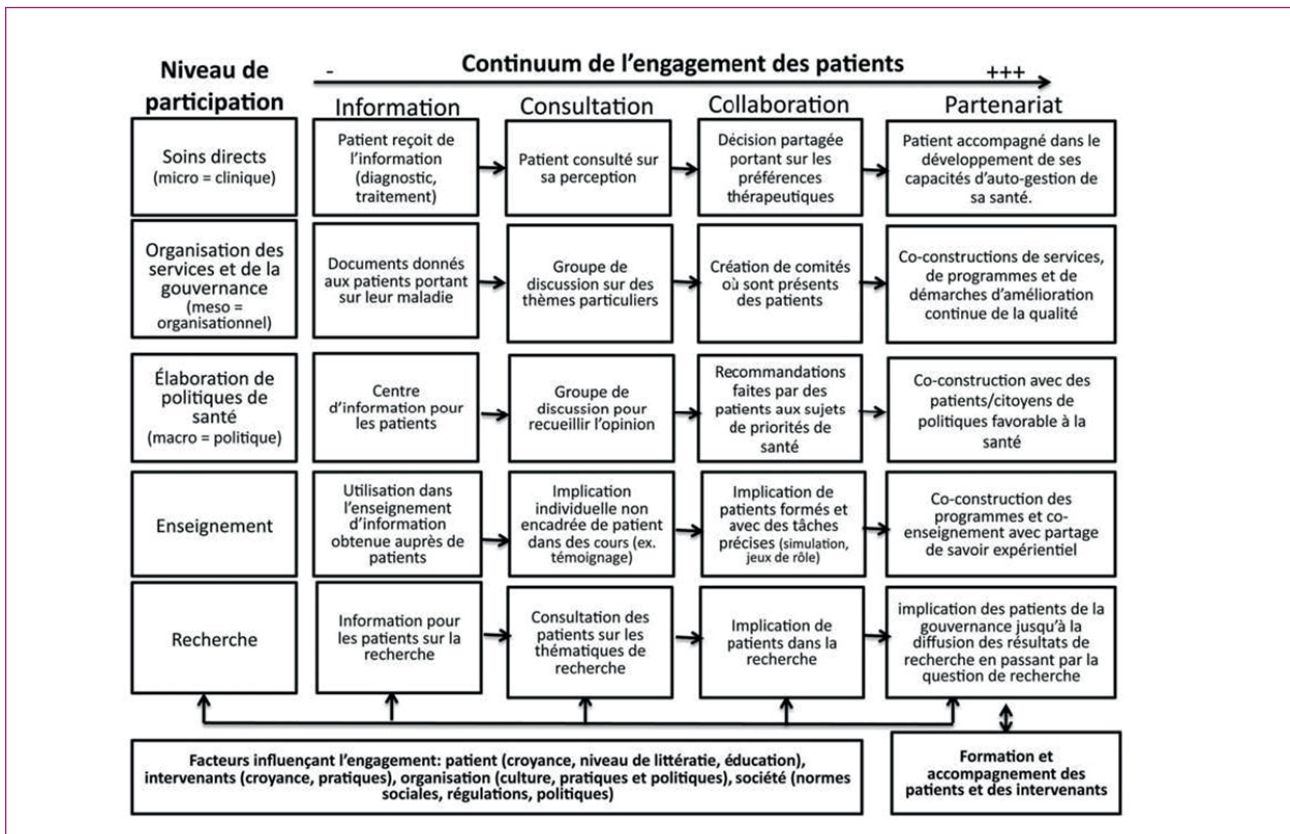 Niveau de
participation
-
Continuum de l’engagement des patients
+++
Information
Consultation
Collaboration
Partenariat
Soins directs
(micro = clinique)
Patient reçoit de
l’information
(diagnostic,
traitement)
Patient consulté sur
sa perception
Décision partagée
portant sur les
préférences
thérapeutiques
Patient accompagné dans le
développement de ses
capacités d’auto-gestion de
sa santé.
Organisation des
services et de la
gouvernance
(meso =
organisationnel)
Documents donnés
aux patients portant
sur leur maladie
Groupe de
discussion sur des
thèmes particuliers
Création de comités
où sont présents
des patients
Co-constructions de services,
de programmes et de
démarches d’amélioration
continue de la qualité
Élaboration de
politiques de
santé
(macro = politique)
Centre
d’information pour
les patients
Groupe de
discussion pour
recueillir l’opinion
Recommandations
faites par des
patients aux sujets
de priorités de
santé
Co-construction avec des
patients/citoyens de
politiques favorable à la
santé
Enseignement
Utilisation dans
l’enseignement
d’information
obtenue auprès de
patients
Implication
individuelle non
encadrée de patient
dans des cours (ex.
témoignage)
Implication de
patients formés et
avec des tâches
précises (simulation,
jeux de rôle)
Co-construction des
programmes et co-
enseignement avec partage
de savoir expérientiel
Recherche
Information pour
les patients sur la
recherche
Consultation des
patients sur les
thématiques de
recherche
Implication de
patients dans la
recherche
implication des patients de la
gouvernance jusqu’à la
diffusion des résultats de
recherche en passant par la
question de recherche
Facteurs influençant l’engagement: patient (croyance, niveau de littératie, éducation),
intervenants (croyance, pratiques), organisation (culture, pratiques et politiques), société (normes
sociales, régulations, politiques)
Formation et
accompagnement des
patients et des intervenants